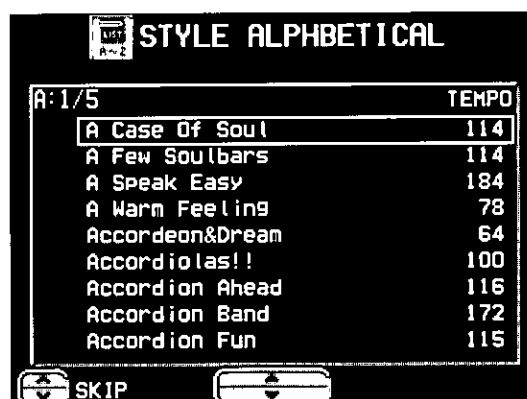 LIST
A~Z
STYLE ALPHBETICAL
A:1/5 TEMPO
A Case Of Soul 114
A Few Soulbars 114
A Speak Easy 184
A Warm Feeling 78
Accordeon&Dream 64
Accordiolas!! 100
Accordion Ahead 116
Accordion Band 172
Accordion Fun 115
SKIP